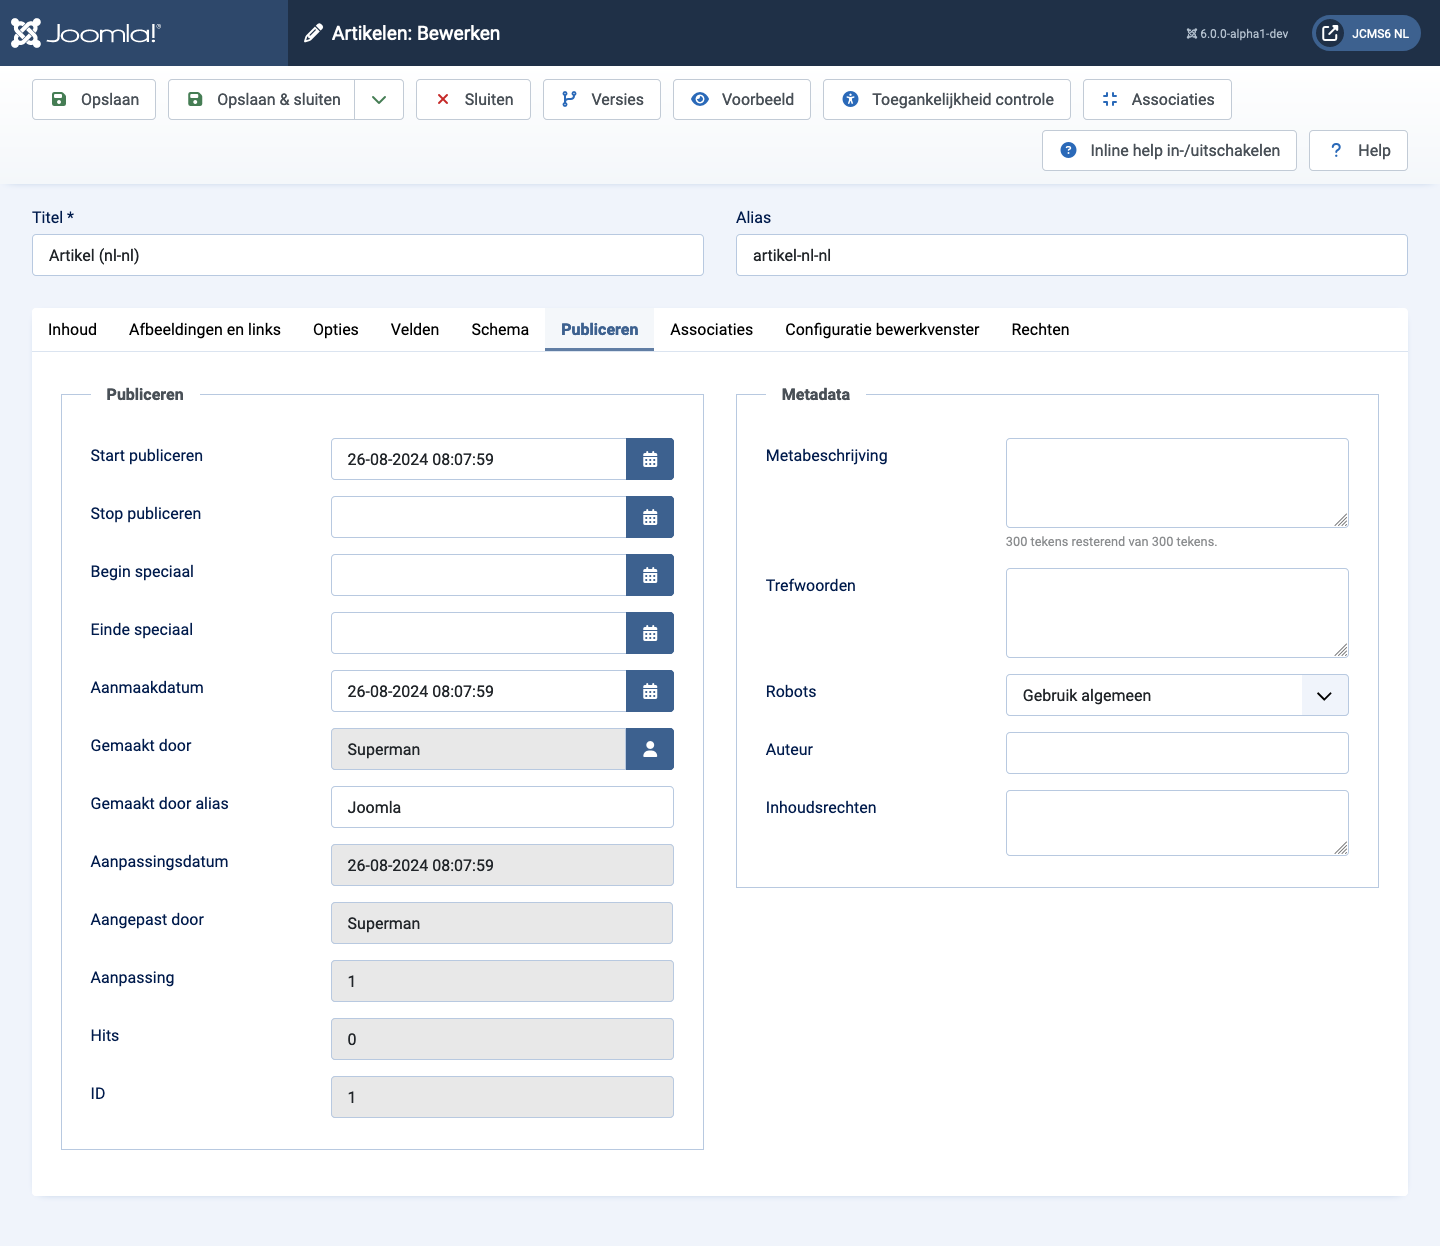 Joomla!®
Artikelen: Bewerken
6.0.0-alpha1-dev
JCMS6 NL
Opslaan
Opslaan & sluiten
Sluiten
Versies
Voorbeeld
Toegankelijkheid controle
Associaties
Inline help in-/uitschakelen
? Help
Titel *
Alias
Artikel (nl-nl)
artikel-nl-nl
Inhoud
Afbeeldingen en links
Opties
Velden
Schema
Publiceren
Associaties
Configuratie bewerkvenster
Rechten
Publiceren
Start publiceren
26-08-2024 08:07:59
Stop publiceren
Begin speciaal
Einde speciaal
Aanmaakdatum
26-08-2024 08:07:59
Gemaakt door
Superman
Gemaakt door alias
Joomla
Aanpassingsdatum
26-08-2024 08:07:59
Aangepast door
Superman
Aanpassing
1
Hits
0
ID
1
Metadata
Metabeschrijving
300 tekens resterend van 300 tekens.
Trefwoorden
Robots
Gebruik algemeen
Auteur
Inhoudsrechten